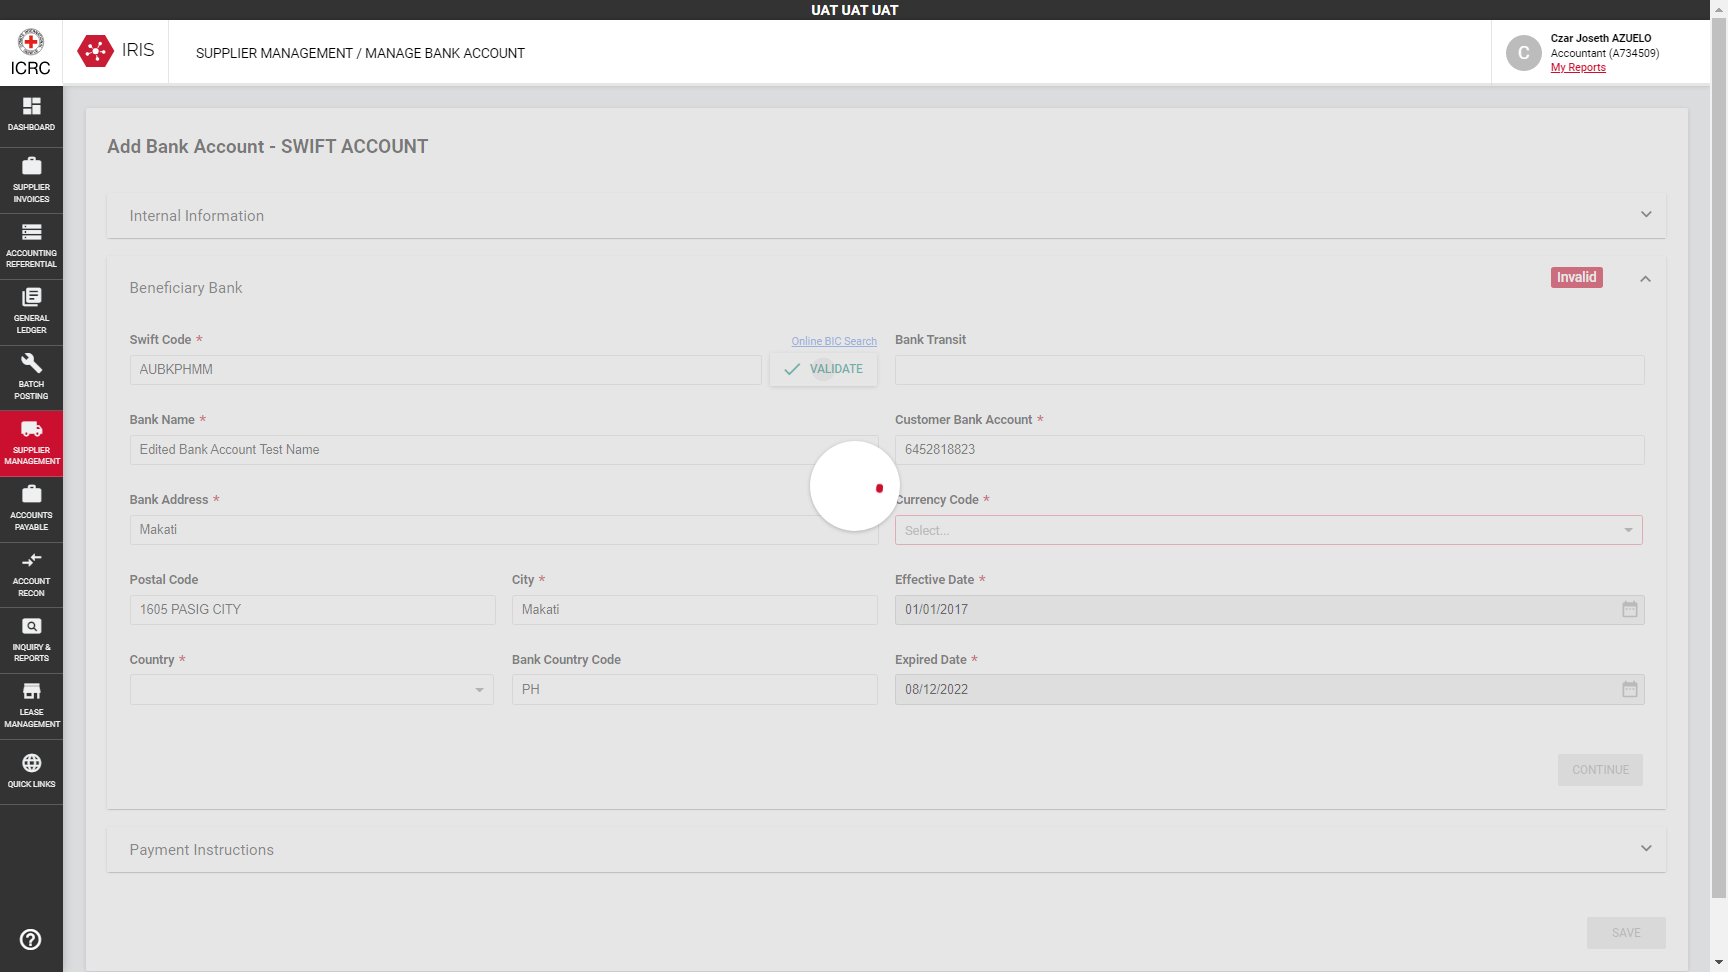 UAT UAT UAT
ICRC
IRIS
SUPPLIER MANAGEMENT / MANAGE BANK ACCOUNT
C
Czar Joseth AZUELO
Accountant (A734509)
My Reports
DASHBOARD
SUPPLIER
INVOICES
ACCOUNTING
REFERENTIAL
GENERAL
LEDGER
BATCH
POSTING
SUPPLIER
MANAGEMENT
ACCOUNTS
PAYABLE
ACCOUNT
RECON
INQUIRY &
REPORTS
LEASE
MANAGEMENT
QUICK LINKS
Add Bank Account - SWIFT ACCOUNT
Internal Information
Beneficiary Bank
Invalid
Swift Code *
Online BIC Search
AUBKPHMM
VALIDATE
Bank Transit
Bank Name *
Edited Bank Account Test Name
Customer Bank Account *
6452818823
Bank Address *
Makati
Currency Code *
Select...
Postal Code
1605 PASIG CITY
City *
Makati
Effective Date *
01/01/2017
Country *
Bank Country Code
PH
Expired Date *
08/12/2022
CONTINUE
Payment Instructions
SAVE